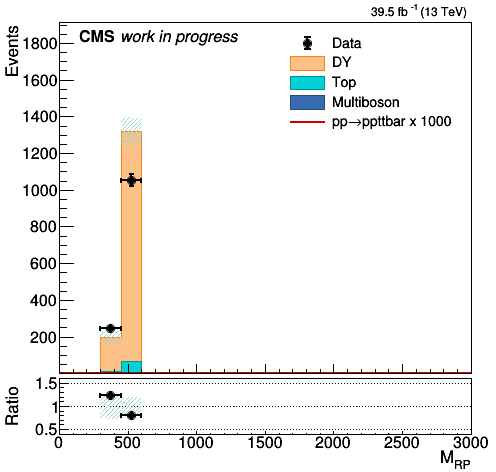 39.5 fb⁻¹ (13 TeV)
CMS work in progress
Events
1800
1600
1400
1200
1000
800
600
400
200
Data
DY
Top
Multiboson
pp→ppttbar x 1000
Ratio
1.5
1
0.5
0 500 1000 1500 2000 2500 3000
M_RP